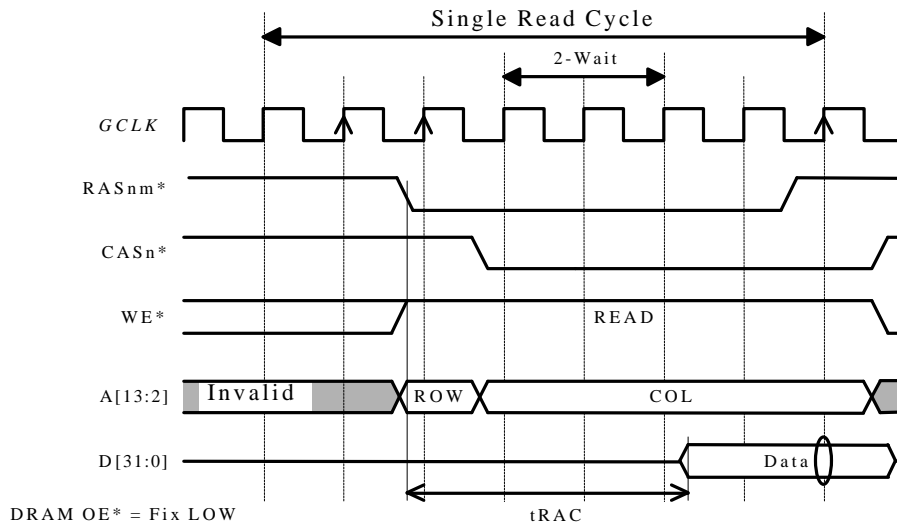 Single Read Cycle
2-Wait
GCLK
RASnm*
CASn*
WE*
READ
A[13:2]
Invalid
ROW
COL
D[31:0]
Data
DRAM OE* = Fix LOW
tRAC